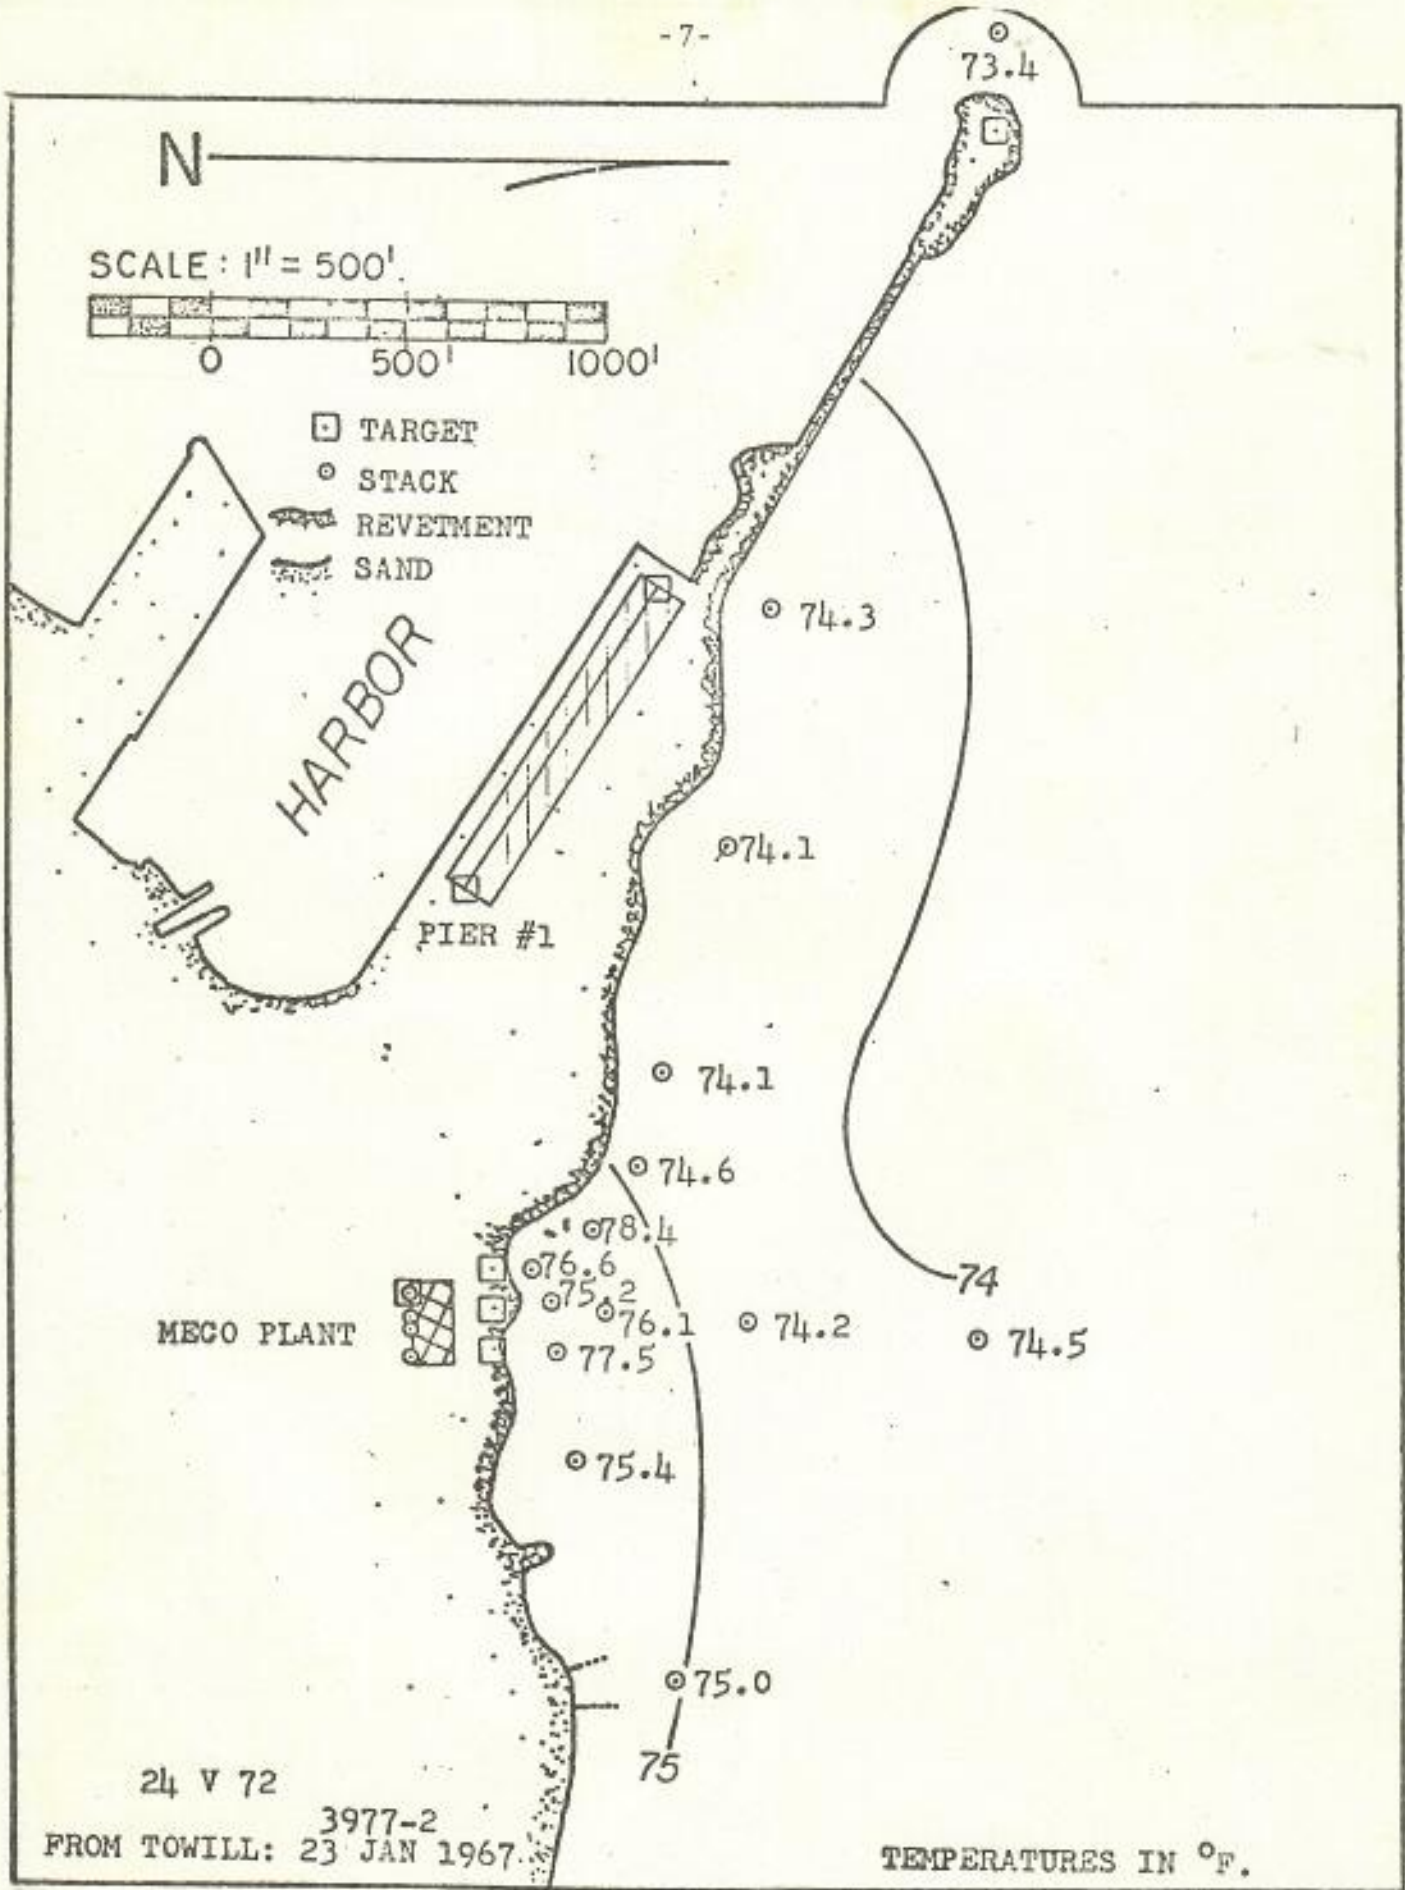 -7-
73.4
N
SCALE: 1" = 500'
0 500' 1000'
TARGET
STACK
REVETMENT
SAND
HARBOR
74.3
74.1
PIER #1
74.1
74.6
78.4
76.6
75.2
76.1
74.2
74
74.5
MECO PLANT
77.5
75.4
75.0
75
24 V 72
3977-2
FROM TOWILL: 23 JAN 1967
TEMPERATURES IN °F.